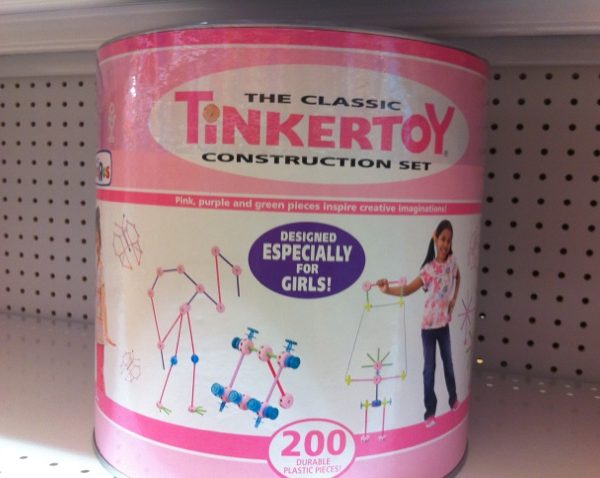 THE CLASSIC
TINKERTOY
CONSTRUCTION SET
Pink, purple and green pieces inspire creative imaginations!
DESIGNED
ESPECIALLY
FOR
GIRLS!
200
DURABLE
PLASTIC PIECES!